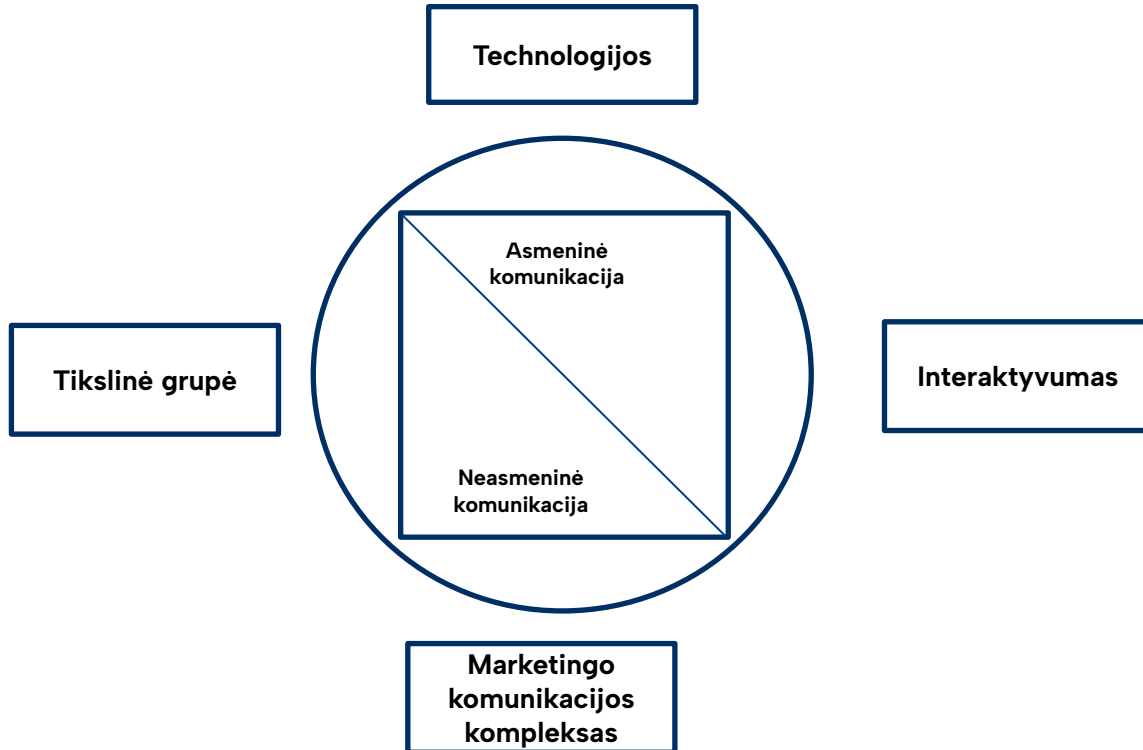 Technologijos
Asmeninė
komunikacija
Tikslinė grupė
Interaktyvumas
Neasmeninė
komunikacija
Marketingo
komunikacijos
kompleksas